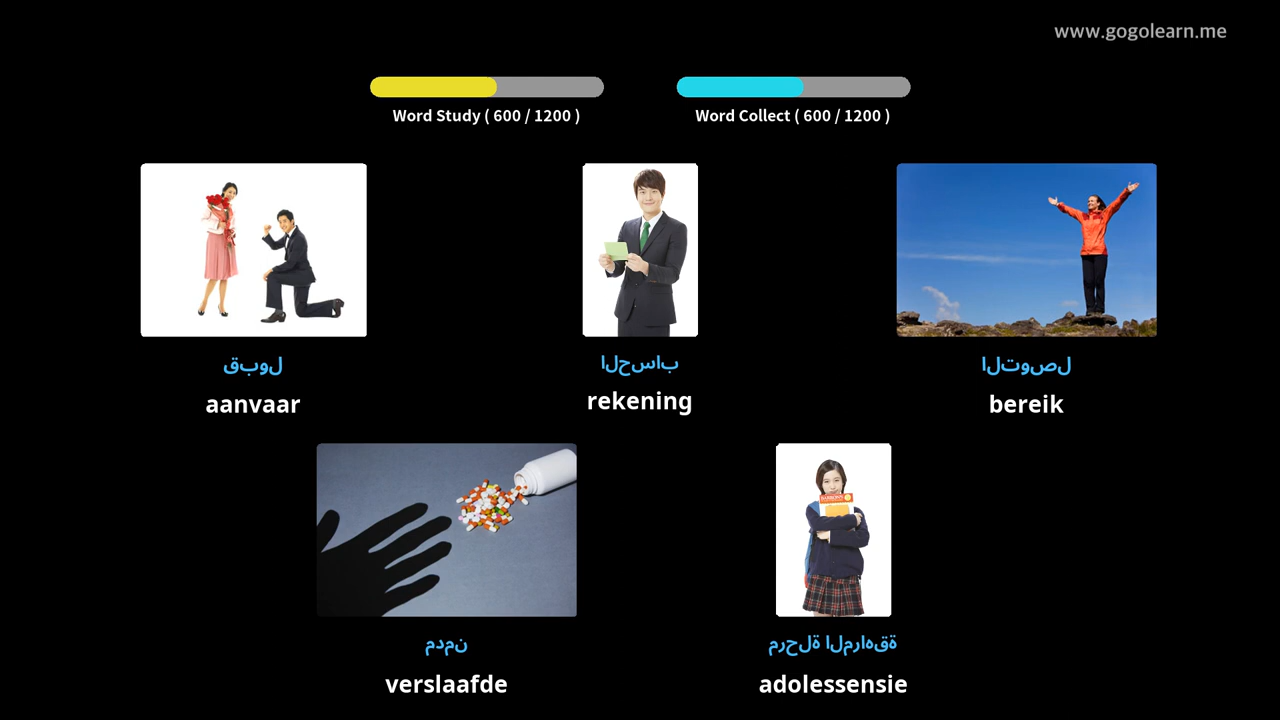 www.gogolearn.me
Word Study ( 600 / 1200 )
Word Collect ( 600 / 1200 )
قبول
aanvaar
الحساب
rekening
التوصل
bereik
مدمن
verslaafde
BARRON'S
مرحلة المراهقة
adolessensie